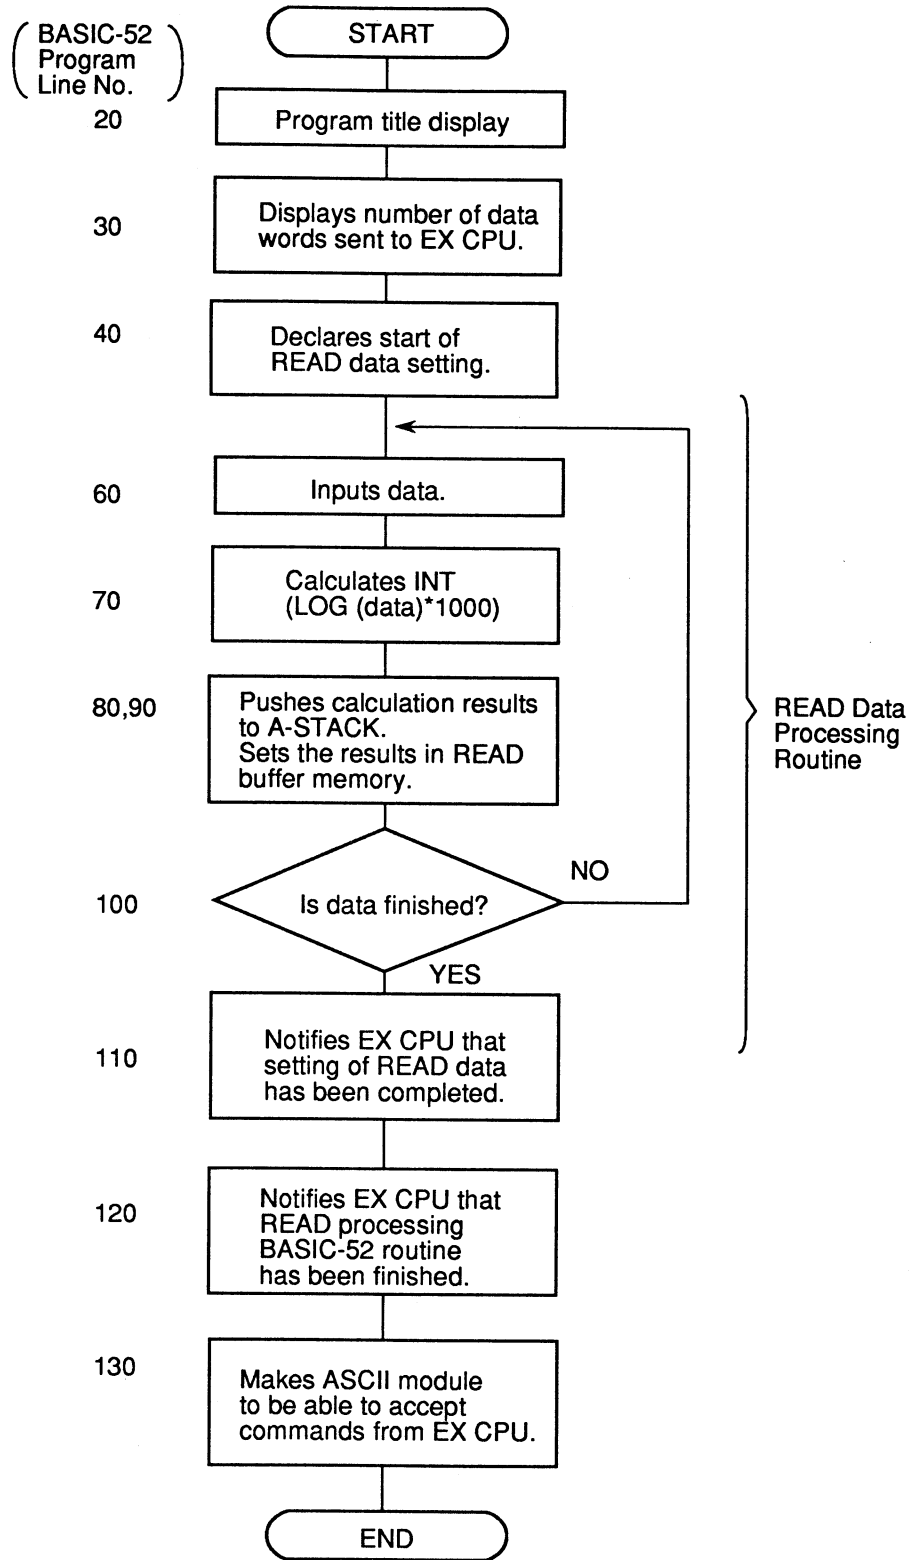 BASIC-52
Program
Line No.
START
20
Program title display
30
Displays number of data
words sent to EX CPU.
40
Declares start of
READ data setting.
60
Inputs data.
70
Calculates INT
(LOG (data)*1000)
80,90
Pushes calculation results
to A-STACK.
Sets the results in READ
buffer memory.
READ Data
Processing
Routine
NO
100
Is data finished?
YES
110
Notifies EX CPU that
setting of READ data
has been completed.
120
Notifies EX CPU that
READ processing
BASIC-52 routine
has been finished.
130
Makes ASCII module
to be able to accept
commands from EX CPU.
END